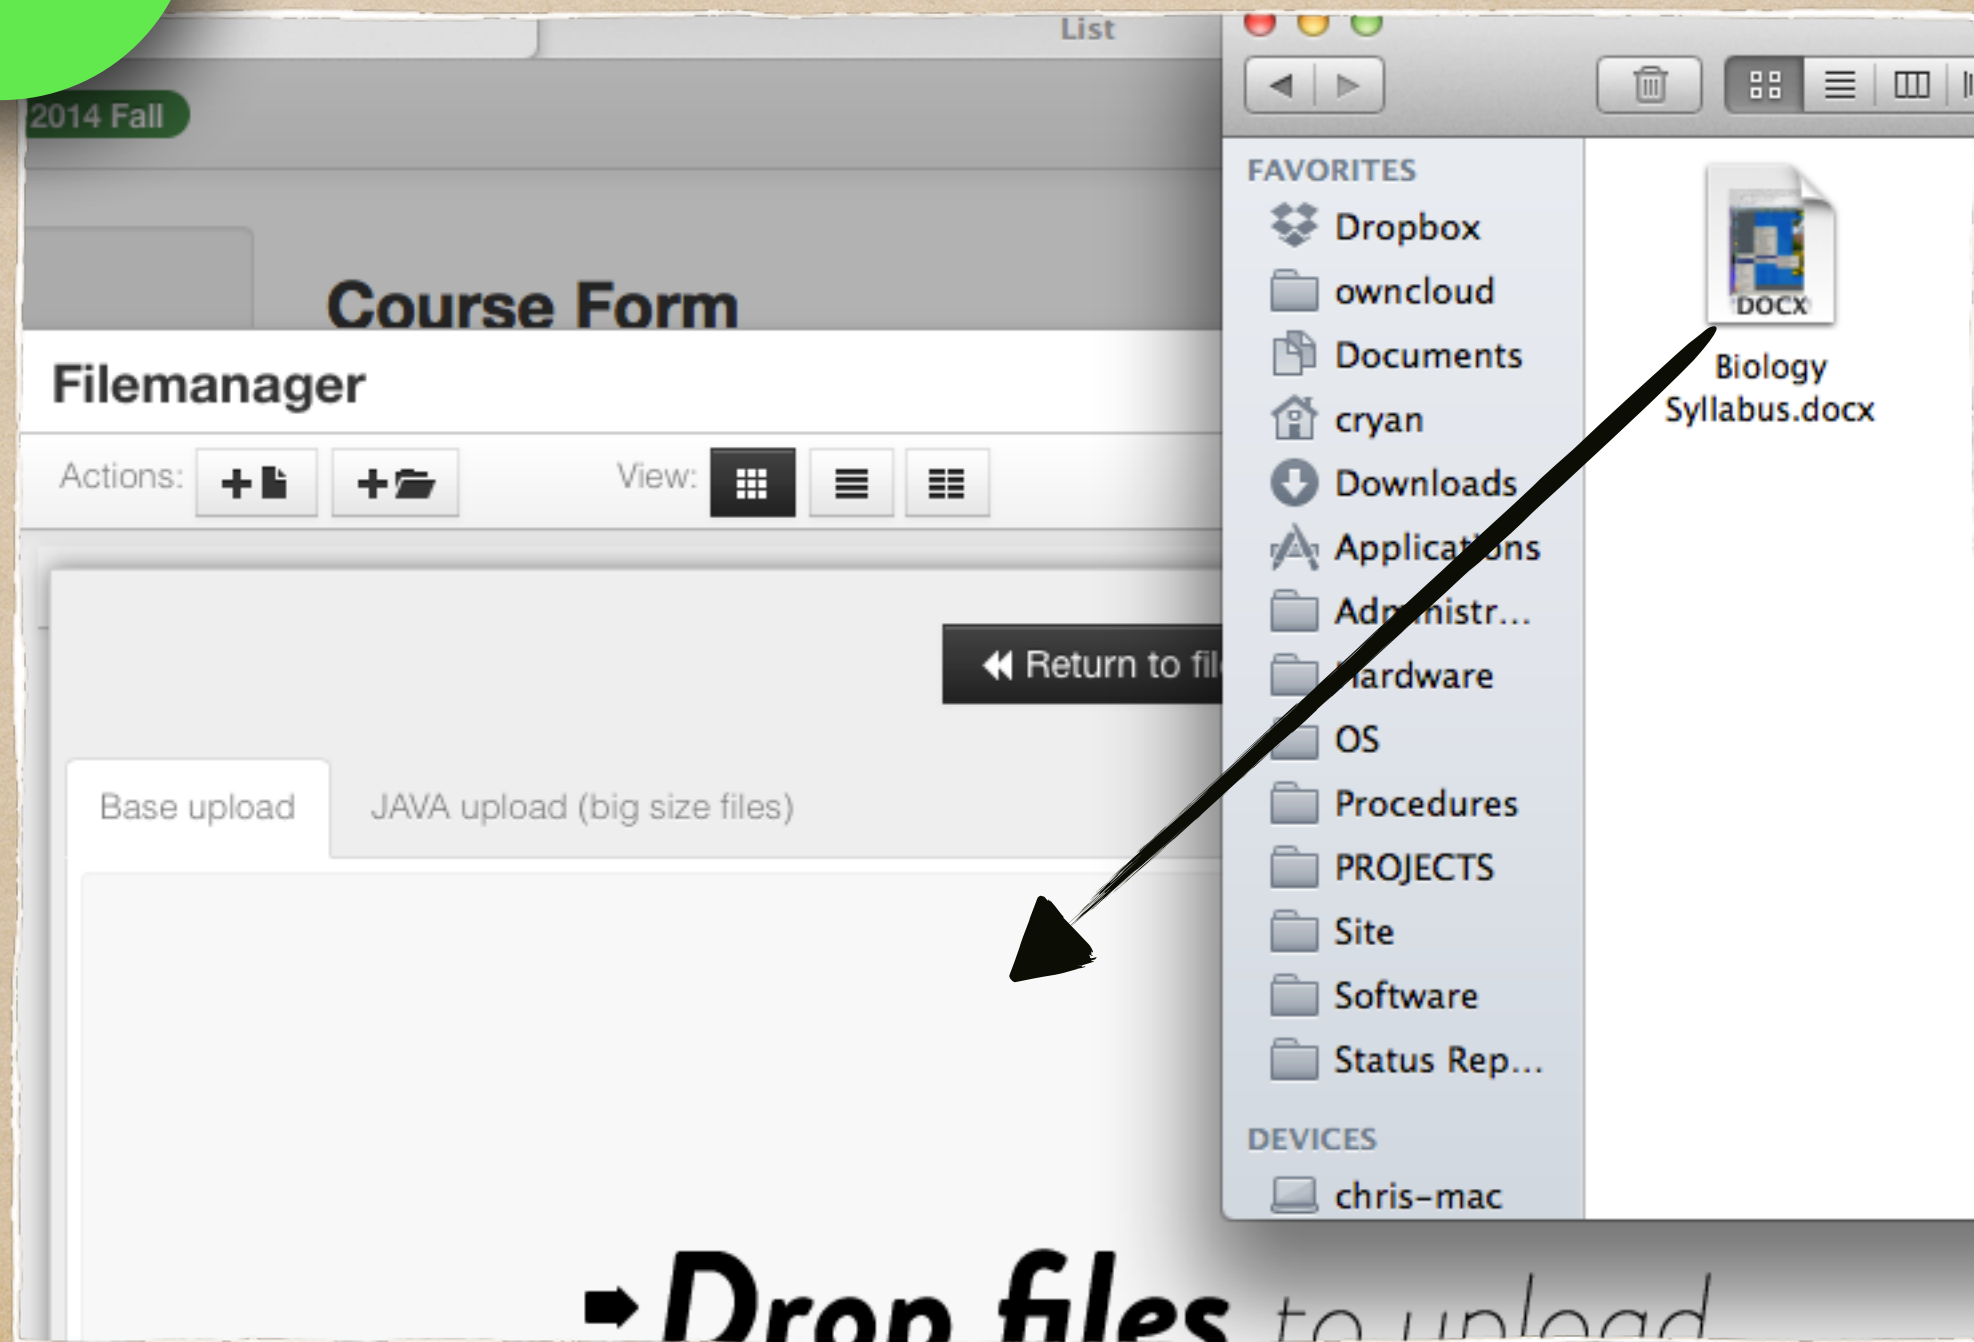 List
2014 Fall
Course Form
Filemanager
Actions:
View:
Return to fil
Base upload
JAVA upload (big size files)
Drop files to upload
FAVORITES
Dropbox
owncloud
Documents
cryan
Downloads
Applications
Administr...
Hardware
OS
Procedures
PROJECTS
Site
Software
Status Rep...
DEVICES
chris-mac
DOCX
Biology
Syllabus.docx